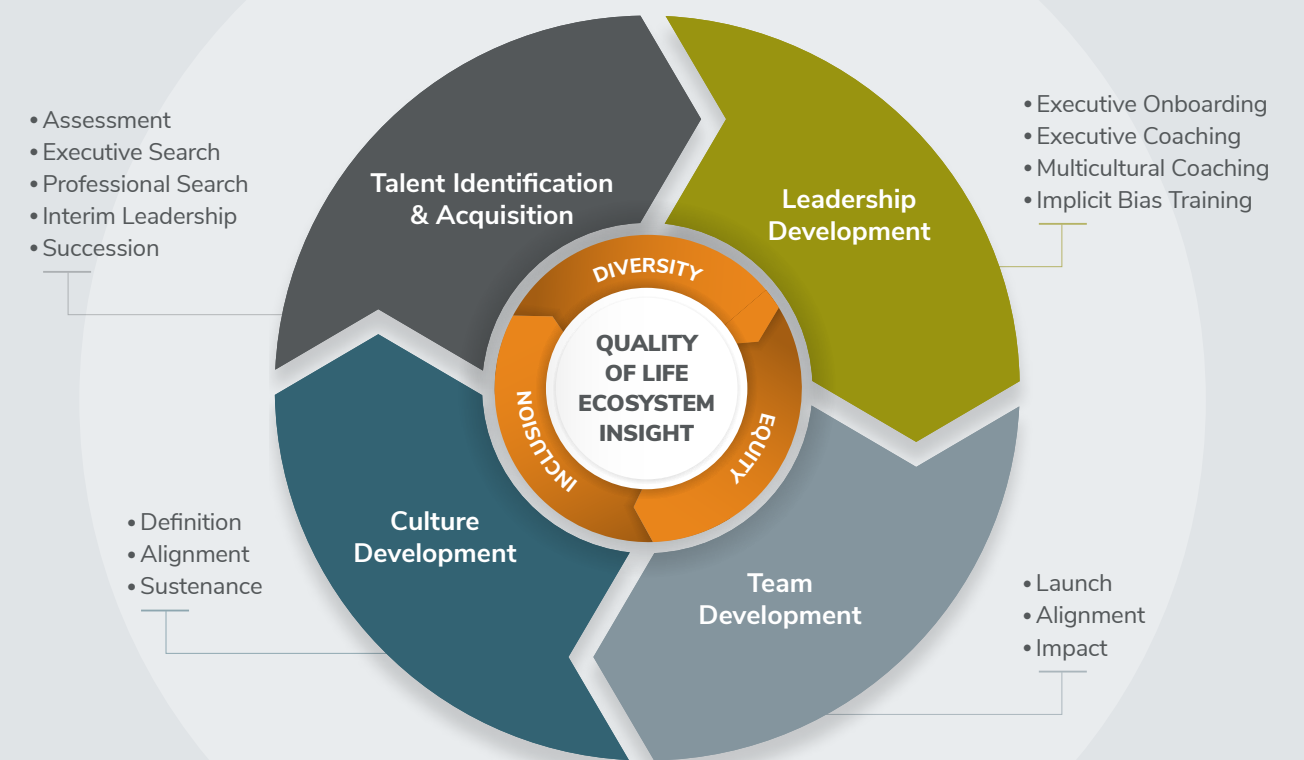 • Assessment
• Executive Search
• Professional Search
• Interim Leadership
• Succession
Talent Identification
& Acquisition
Leadership
Development
• Executive Onboarding
• Executive Coaching
• Multicultural Coaching
• Implicit Bias Training
DIVERSITY
EQUITY
INCLUSION
QUALITY
OF LIFE
ECOSYSTEM
INSIGHT
• Definition
• Alignment
• Sustenance
Culture
Development
Team
Development
• Launch
• Alignment
• Impact